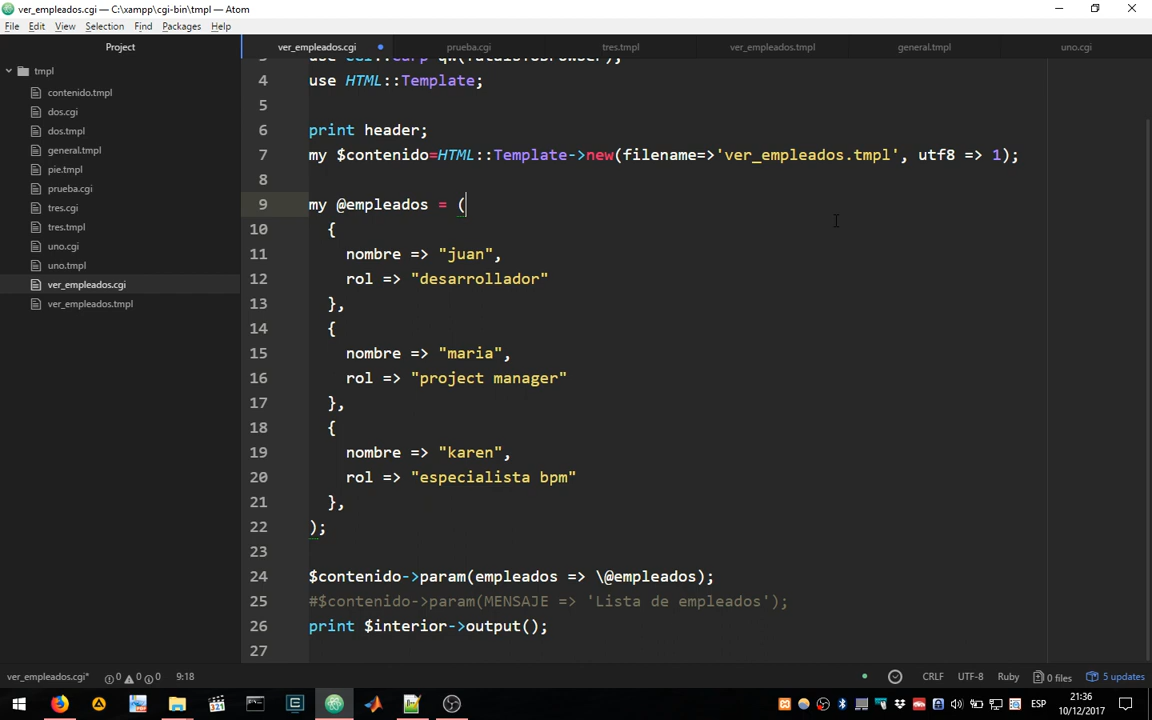 ver_empleados.cgi — C:\xampp\cgi-bin\tmpl — Atom
File Edit View Selection Find Packages Help
Project
ver_empleados.cgi prueba.cgi tres.tmpl ver_empleados.tmpl general.tmpl uno.cgi
tmpl
contenido.tmpl
dos.cgi
dos.tmpl
general.tmpl
pie.tmpl
prueba.cgi
tres.cgi
tres.tmpl
uno.cgi
uno.tmpl
ver_empleados.cgi
ver_empleados.tmpl
4 use HTML::Template;
5
6 print header;
7 my $contenido=HTML::Template->new(filename=>'ver_empleados.tmpl', utf8 => 1);
8
9 my @empleados = (
10 {
11 nombre => "juan",
12 rol => "desarrollador"
13 },
14 {
15 nombre => "maria",
16 rol => "project manager"
17 },
18 {
19 nombre => "karen",
20 rol => "especialista bpm"
21 },
22 );
23
24 $contenido->param(empleados => \@empleados);
25 #$contenido->param(MENSAJE => 'Lista de empleados');
26 print $interior->output();
27
ver_empleados.cgi* 0 0 0 9:18 CRLF UTF-8 Ruby 0 files 5 updates
ESP 21:36
10/12/2017